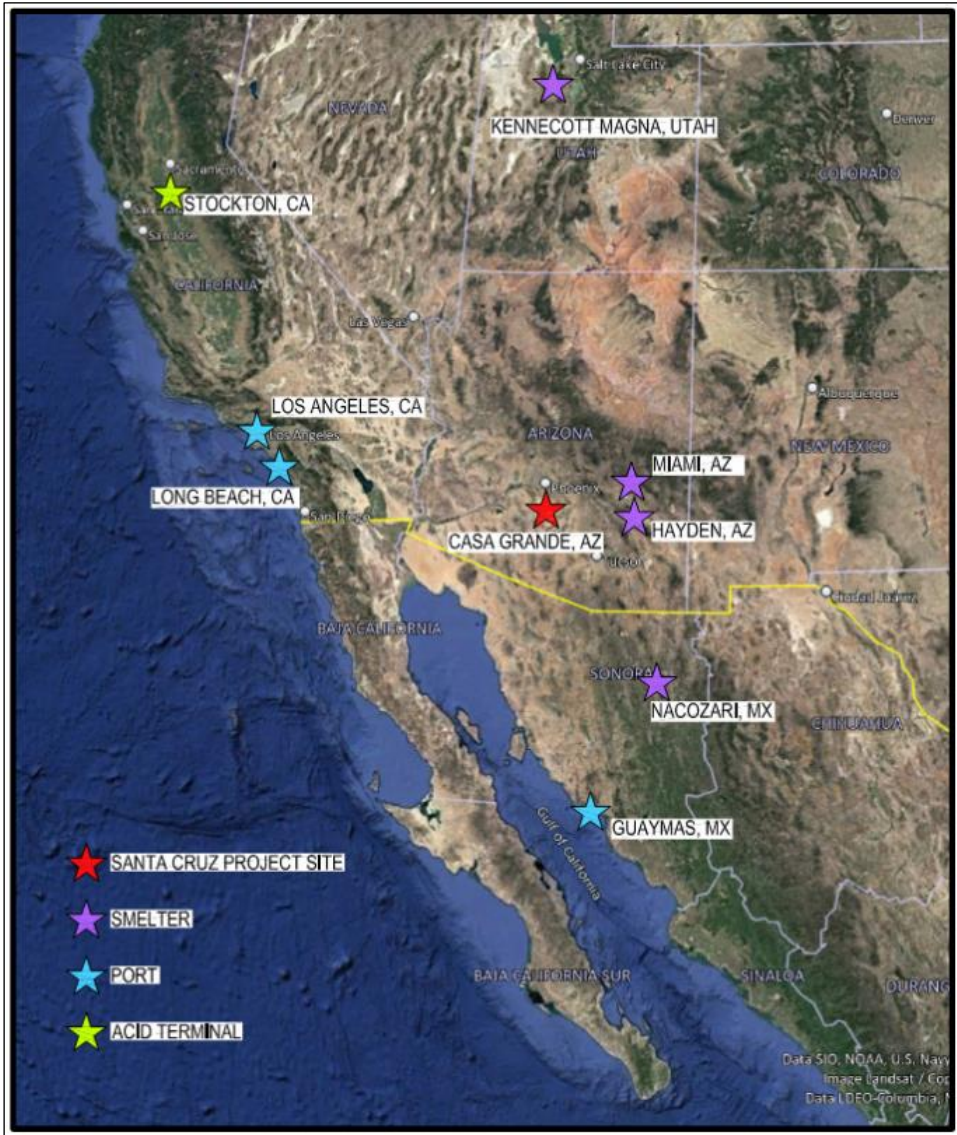 Salt Lake City
KENNECOTT MAGNA, UTAH
NEVADA
UTAH
Denver
COLORADO
Sacramento
STOCKTON, CA
San Jose
CALIFORNIA
Las Vegas
LOS ANGELES, CA
Los Angeles
Albuquerque
ARIZONA
NEW MEXICO
MIAMI, AZ
Phoenix
LONG BEACH, CA
San Diego
HAYDEN, AZ
CASA GRANDE, AZ
Ciudad Juárez
BAJA CALIFORNIA
SONORA
NACOZARI, MX
CHIHUAHUA
GUAYMAS, MX
Gulf of California
SANTA CRUZ PROJECT SITE
SMELTER
PORT
BAJA CALIFORNIA SUR
SINALOA
DURANG
ACID TERMINAL
Data SIO, NOAA, U.S. Navy
Image Landsat / Cop
Data LDEO-Columbia, N